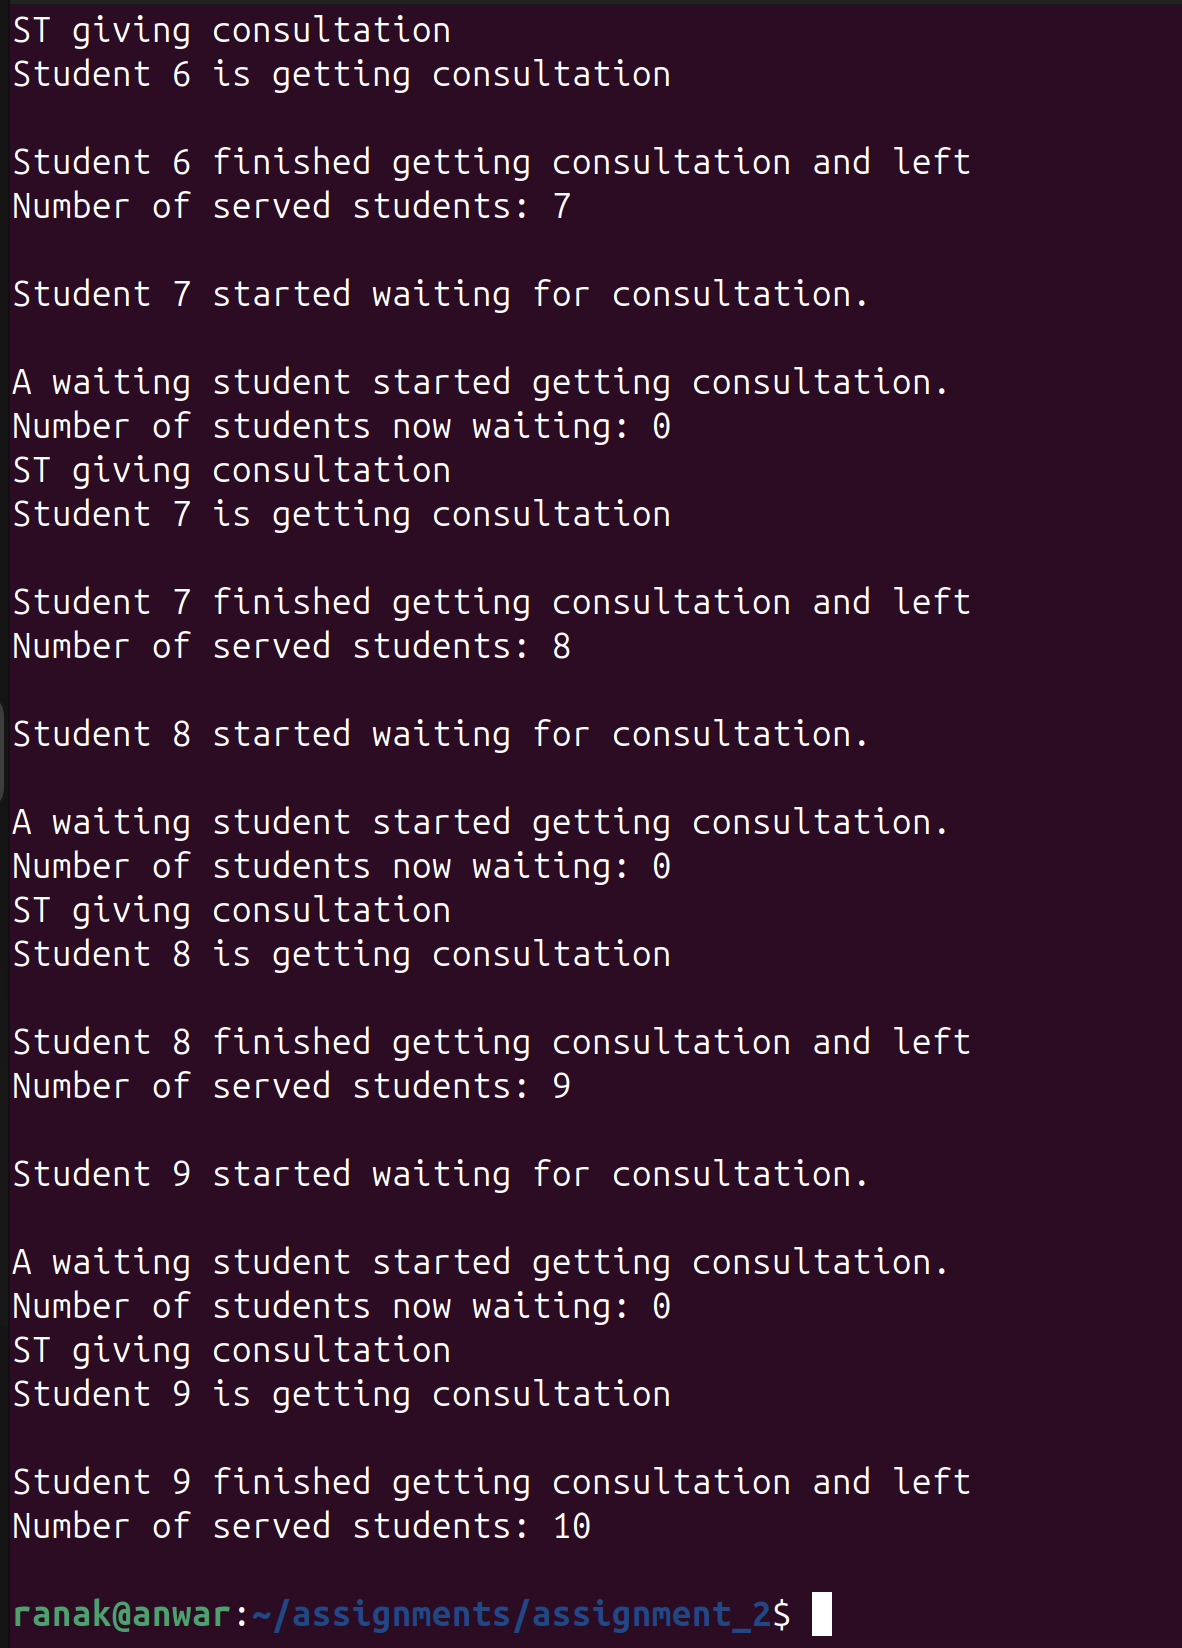 ST giving consultation
Student 6 is getting consultation
Student 6 finished getting consultation and left
Number of served students: 7
Student 7 started waiting for consultation.
A waiting student started getting consultation.
Number of students now waiting: 0
ST giving consultation
Student 7 is getting consultation
Student 7 finished getting consultation and left
Number of served students: 8
Student 8 started waiting for consultation.
A waiting student started getting consultation.
Number of students now waiting: 0
ST giving consultation
Student 8 is getting consultation
Student 8 finished getting consultation and left
Number of served students: 9
Student 9 started waiting for consultation.
A waiting student started getting consultation.
Number of students now waiting: 0
ST giving consultation
Student 9 is getting consultation
Student 9 finished getting consultation and left
Number of served students: 10
ranak@anwar:~/assignments/assignment_2$